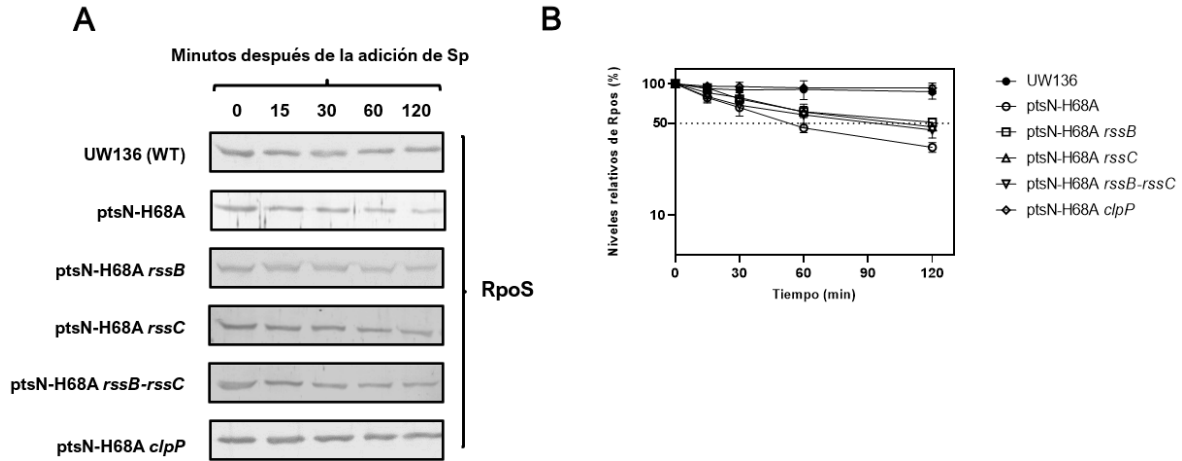 A
Minutos después de la adición de Sp
0 15 30 60 120
UW136 (WT)
ptsN-H68A
ptsN-H68A rssB
ptsN-H68A rssC
ptsN-H68A rssB-rssC
ptsN-H68A clpP
RpoS
B
Niveles relativos de Rpos (%)
100
50
10
0 30 60 90 120
Tiempo (min)
UW136
ptsN-H68A
ptsN-H68A rssB
ptsN-H68A rssC
ptsN-H68A rssB-rssC
ptsN-H68A clpP